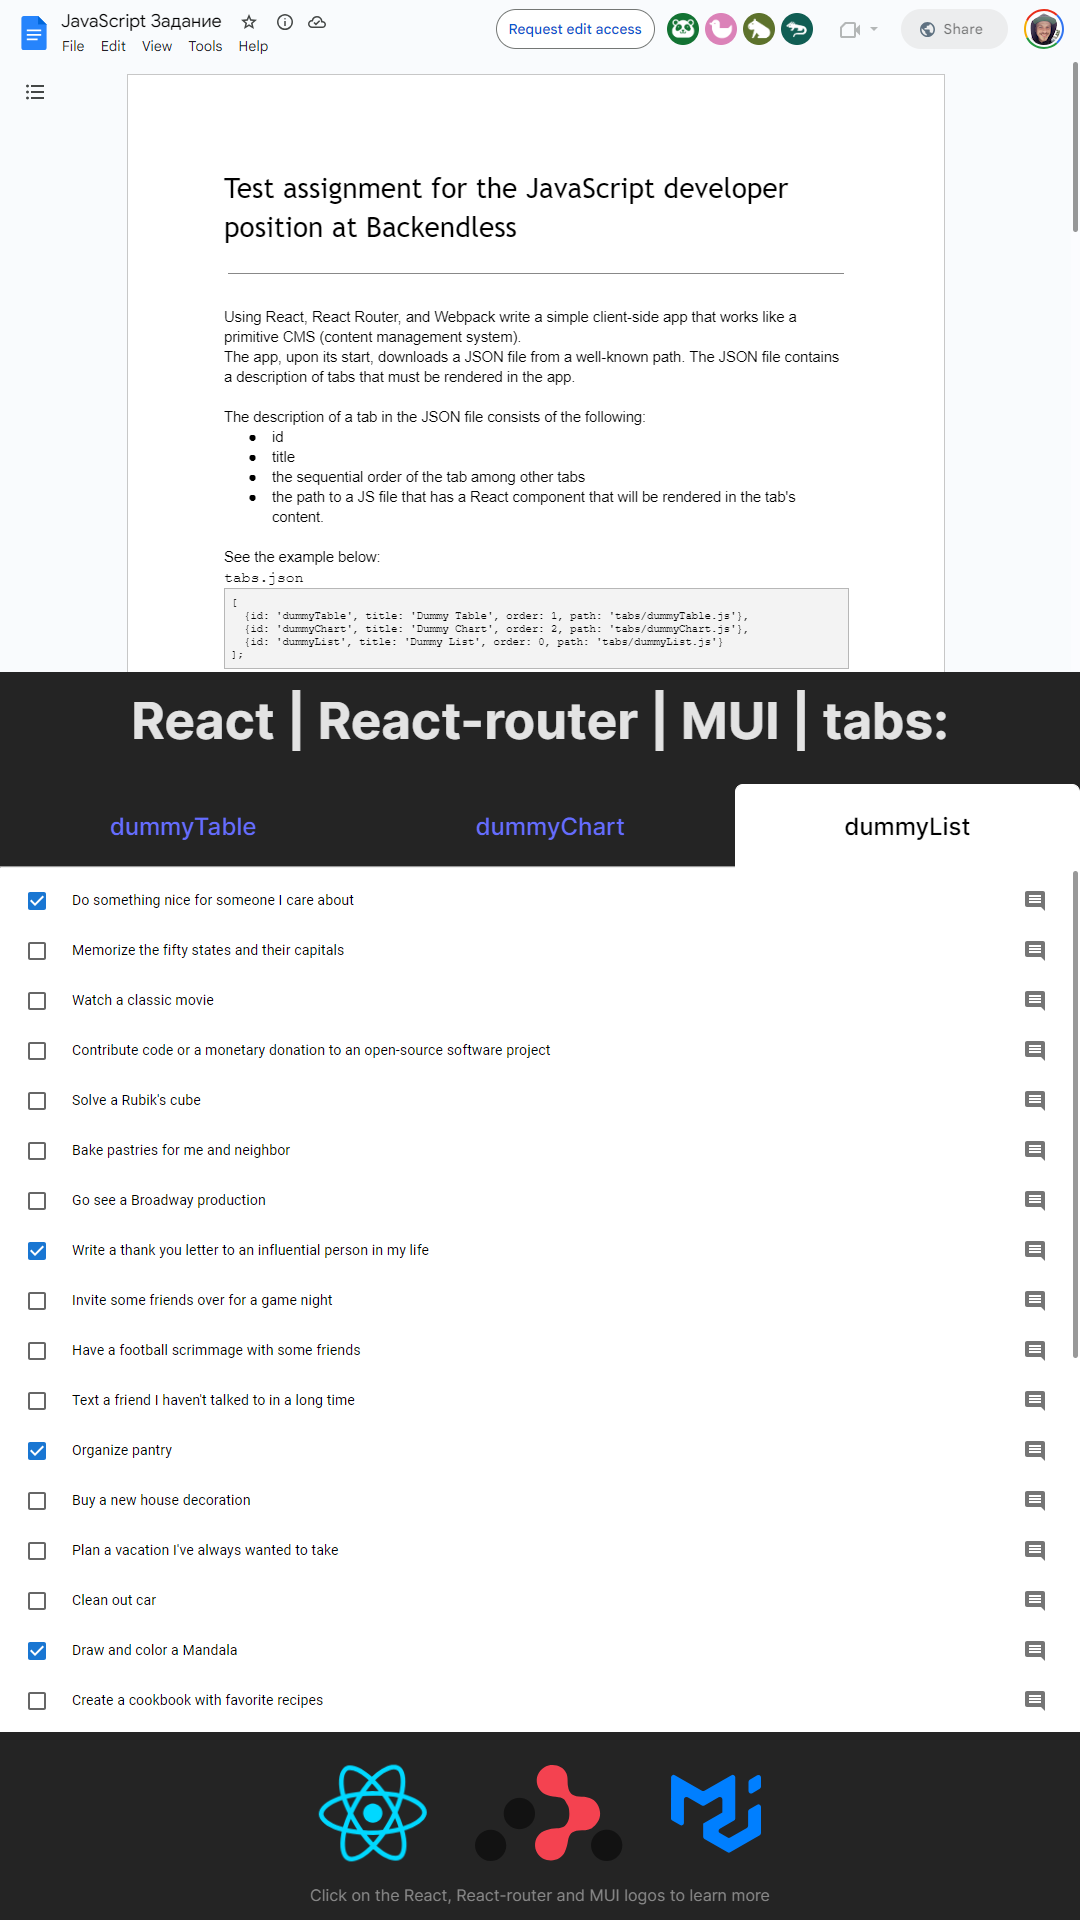 JavaScript Задание
File Edit View Tools Help
Request edit access
Share
Test assignment for the JavaScript developer
position at Backendless
Using React, React Router, and Webpack write a simple client-side app that works like a
primitive CMS (content management system).
The app, upon its start, downloads a JSON file from a well-known path. The JSON file contains
a description of tabs that must be rendered in the app.
The description of a tab in the JSON file consists of the following:
● id
● title
● the sequential order of the tab among other tabs
● the path to a JS file that has a React component that will be rendered in the tab's
content.
See the example below:
tabs.json
[
{id: 'dummyTable', title: 'Dummy Table', order: 1, path: 'tabs/dummyTable.js'},
{id: 'dummyChart', title: 'Dummy Chart', order: 2, path: 'tabs/dummyChart.js'},
{id: 'dummyList', title: 'Dummy List', order: 0, path: 'tabs/dummyList.js'}
];
React | React-router | MUI | tabs:
dummyTable dummyChart dummyList
Do something nice for someone I care about
Memorize the fifty states and their capitals
Watch a classic movie
Contribute code or a monetary donation to an open-source software project
Solve a Rubik's cube
Bake pastries for me and neighbor
Go see a Broadway production
Write a thank you letter to an influential person in my life
Invite some friends over for a game night
Have a football scrimmage with some friends
Text a friend I haven't talked to in a long time
Organize pantry
Buy a new house decoration
Plan a vacation I've always wanted to take
Clean out car
Draw and color a Mandala
Create a cookbook with favorite recipes
Click on the React, React-router and MUI logos to learn more